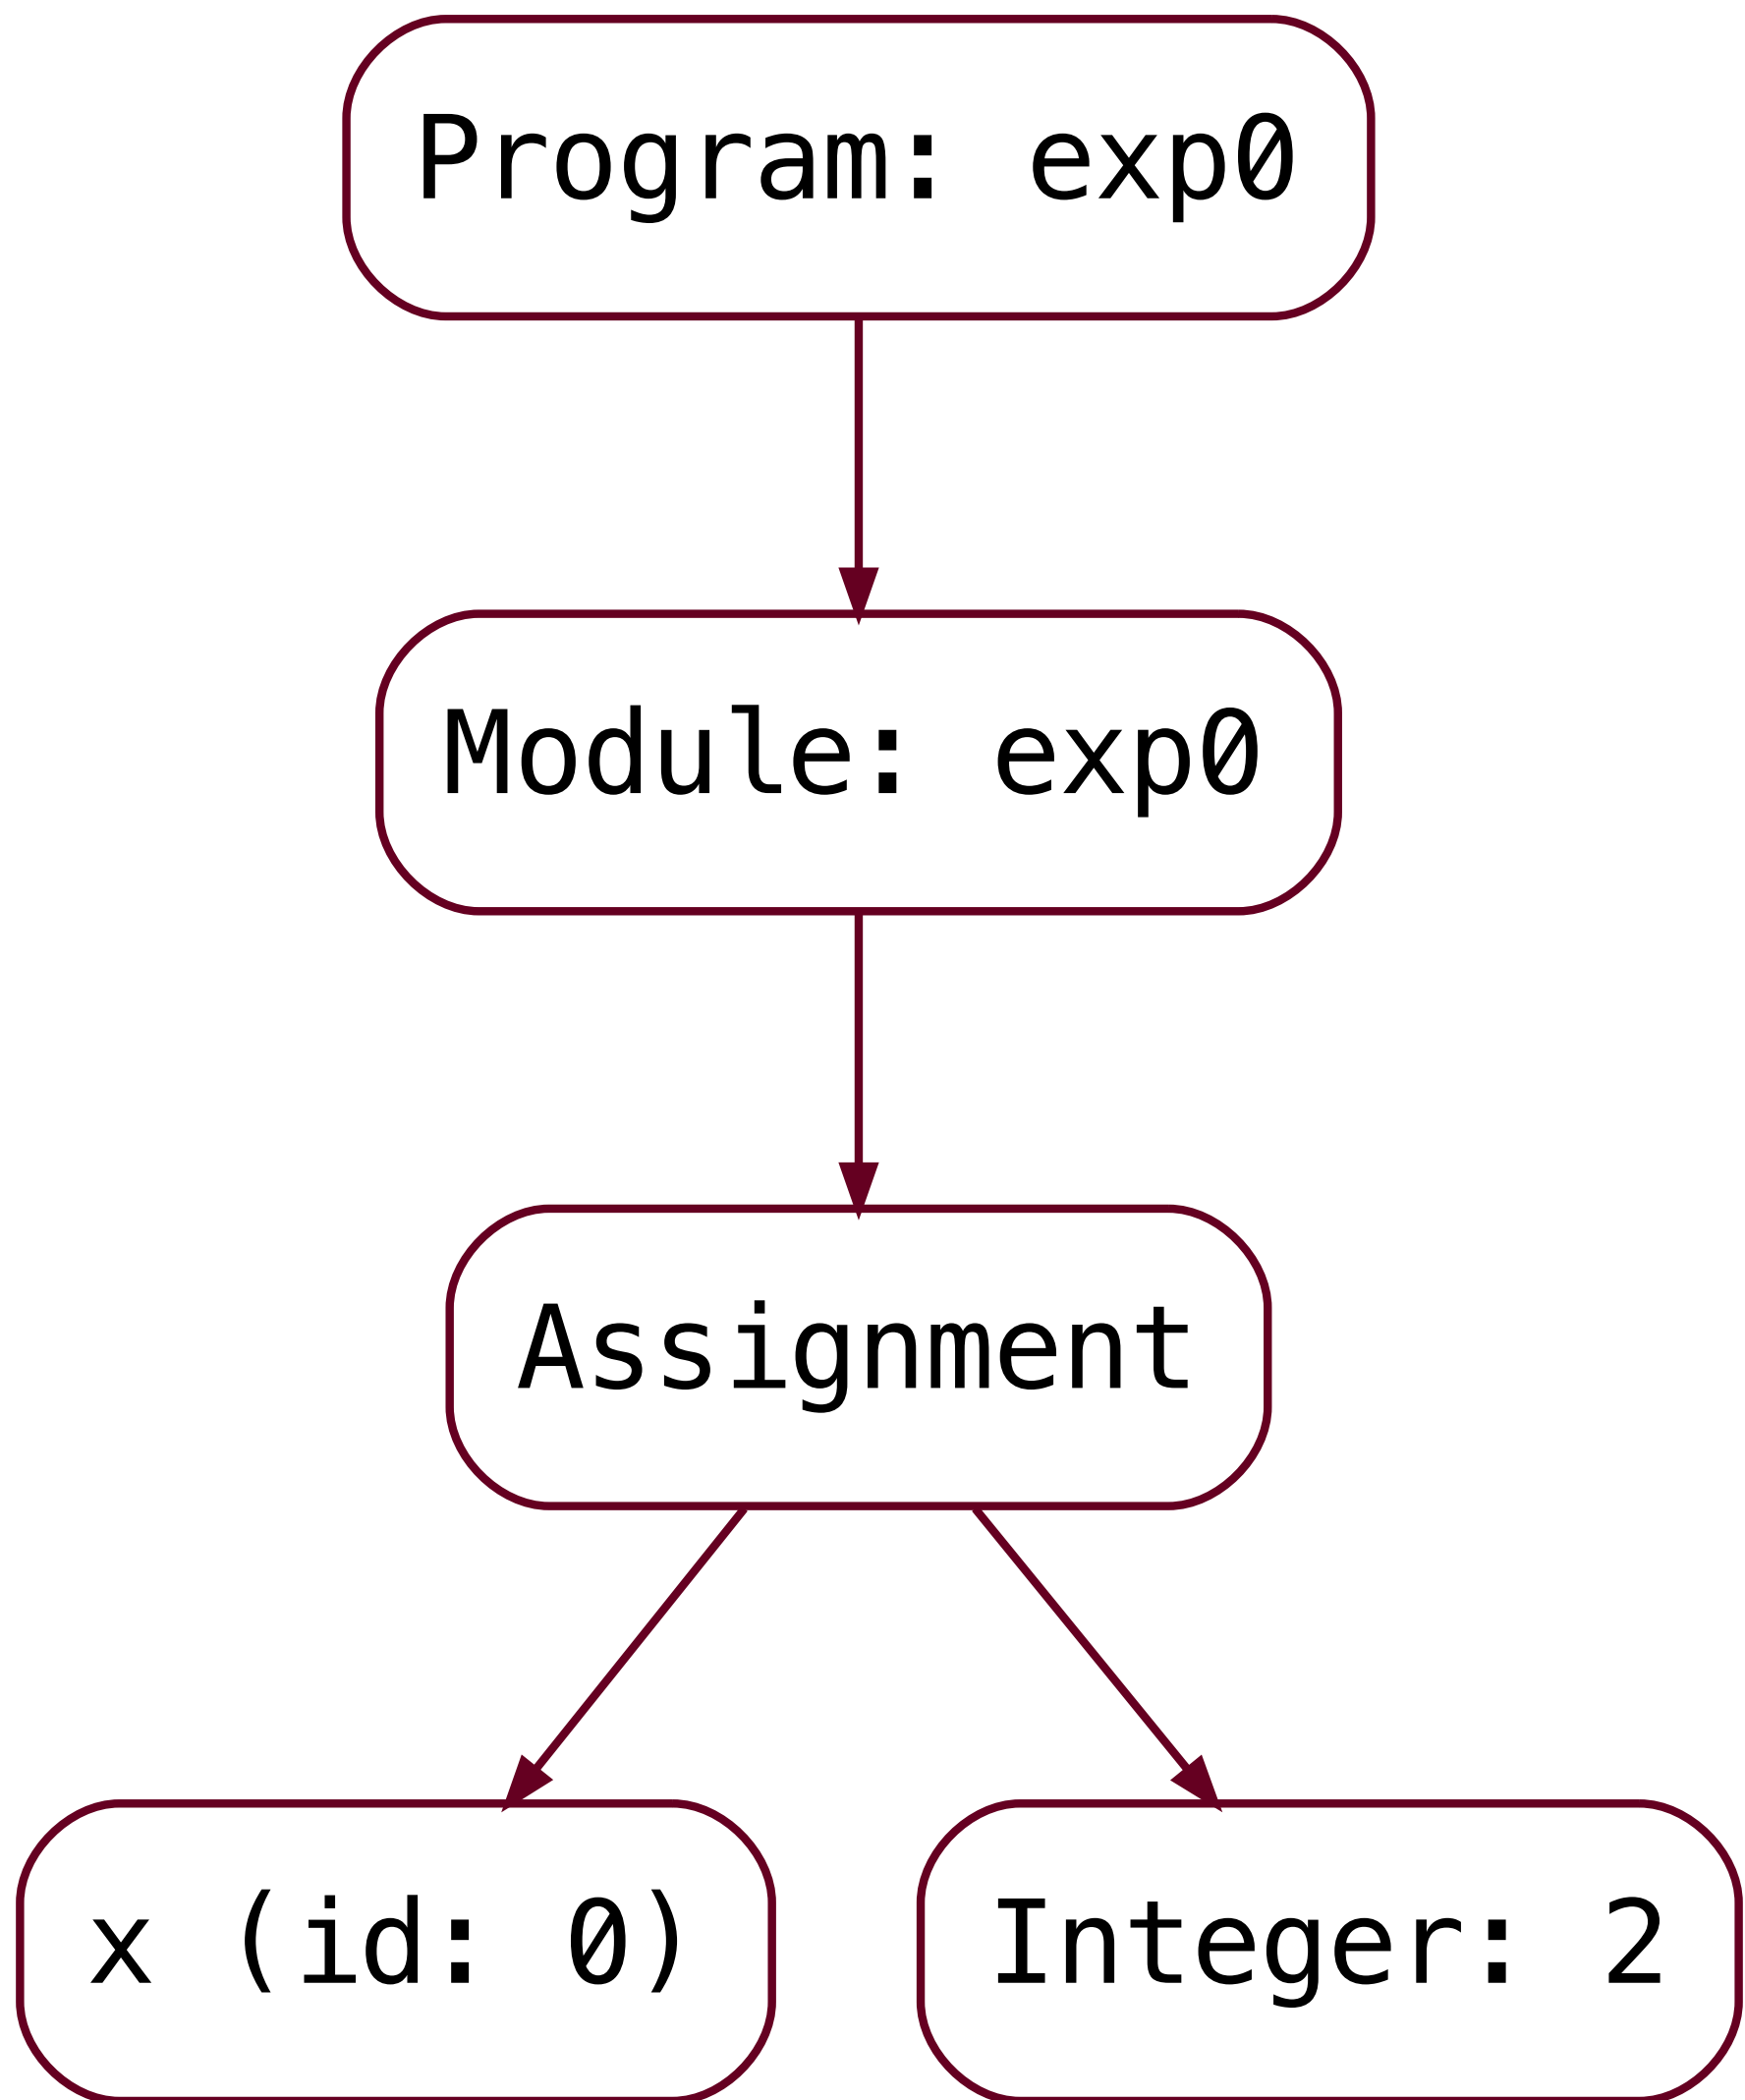 Program: exp0
Module: exp0
Assignment
x (id: 0)
Integer: 2